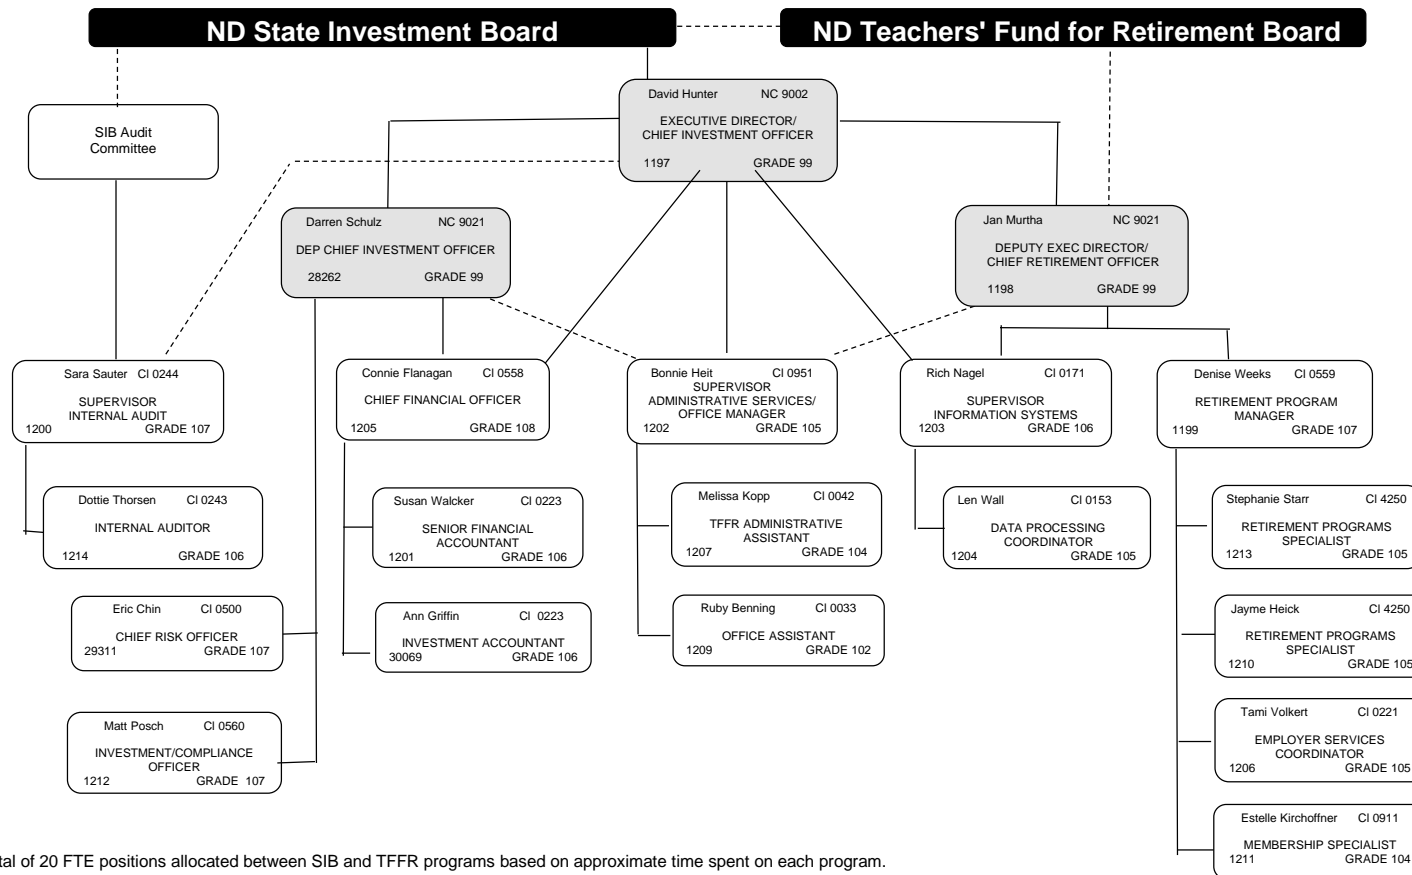 ND State Investment Board
ND Teachers' Fund for Retirement Board
David Hunter NC 9002
EXECUTIVE DIRECTOR/
CHIEF INVESTMENT OFFICER
1197 GRADE 99
SIB Audit
Committee
Darren Schulz NC 9021
DEP CHIEF INVESTMENT OFFICER
28262 GRADE 99
Jan Murtha NC 9021
DEPUTY EXEC DIRECTOR/
CHIEF RETIREMENT OFFICER
1198 GRADE 99
Sara Sauter CI 0244
SUPERVISOR
INTERNAL AUDIT
1200 GRADE 107
Connie Flanagan CI 0558
CHIEF FINANCIAL OFFICER
1205 GRADE 108
Bonnie Heit CI 0951
SUPERVISOR
ADMINISTRATIVE SERVICES/
OFFICE MANAGER
1202 GRADE 105
Rich Nagel CI 0171
SUPERVISOR
INFORMATION SYSTEMS
1203 GRADE 106
Denise Weeks CI 0559
RETIREMENT PROGRAM
MANAGER
1199 GRADE 107
Dottie Thorsen CI 0243
INTERNAL AUDITOR
1214 GRADE 106
Susan Walcker CI 0223
SENIOR FINANCIAL
ACCOUNTANT
1201 GRADE 106
Melissa Kopp CI 0042
TFFR ADMINISTRATIVE
ASSISTANT
1207 GRADE 104
Len Wall CI 0153
DATA PROCESSING
COORDINATOR
1204 GRADE 105
Stephanie Starr CI 4250
RETIREMENT PROGRAMS
SPECIALIST
1213 GRADE 105
Eric Chin CI 0500
CHIEF RISK OFFICER
29311 GRADE 107
Ann Griffin CI 0223
INVESTMENT ACCOUNTANT
30069 GRADE 106
Ruby Benning CI 0033
OFFICE ASSISTANT
1209 GRADE 102
Jayme Heick CI 4250
RETIREMENT PROGRAMS
SPECIALIST
1210 GRADE 105
Matt Posch CI 0560
INVESTMENT/COMPLIANCE
OFFICER
1212 GRADE 107
Tami Volkert CI 0221
EMPLOYER SERVICES
COORDINATOR
1206 GRADE 105
Estelle Kirchoffner CI 0911
MEMBERSHIP SPECIALIST
1211 GRADE 104
tal of 20 FTE positions allocated between SIB and TFFR programs based on approximate time spent on each program.